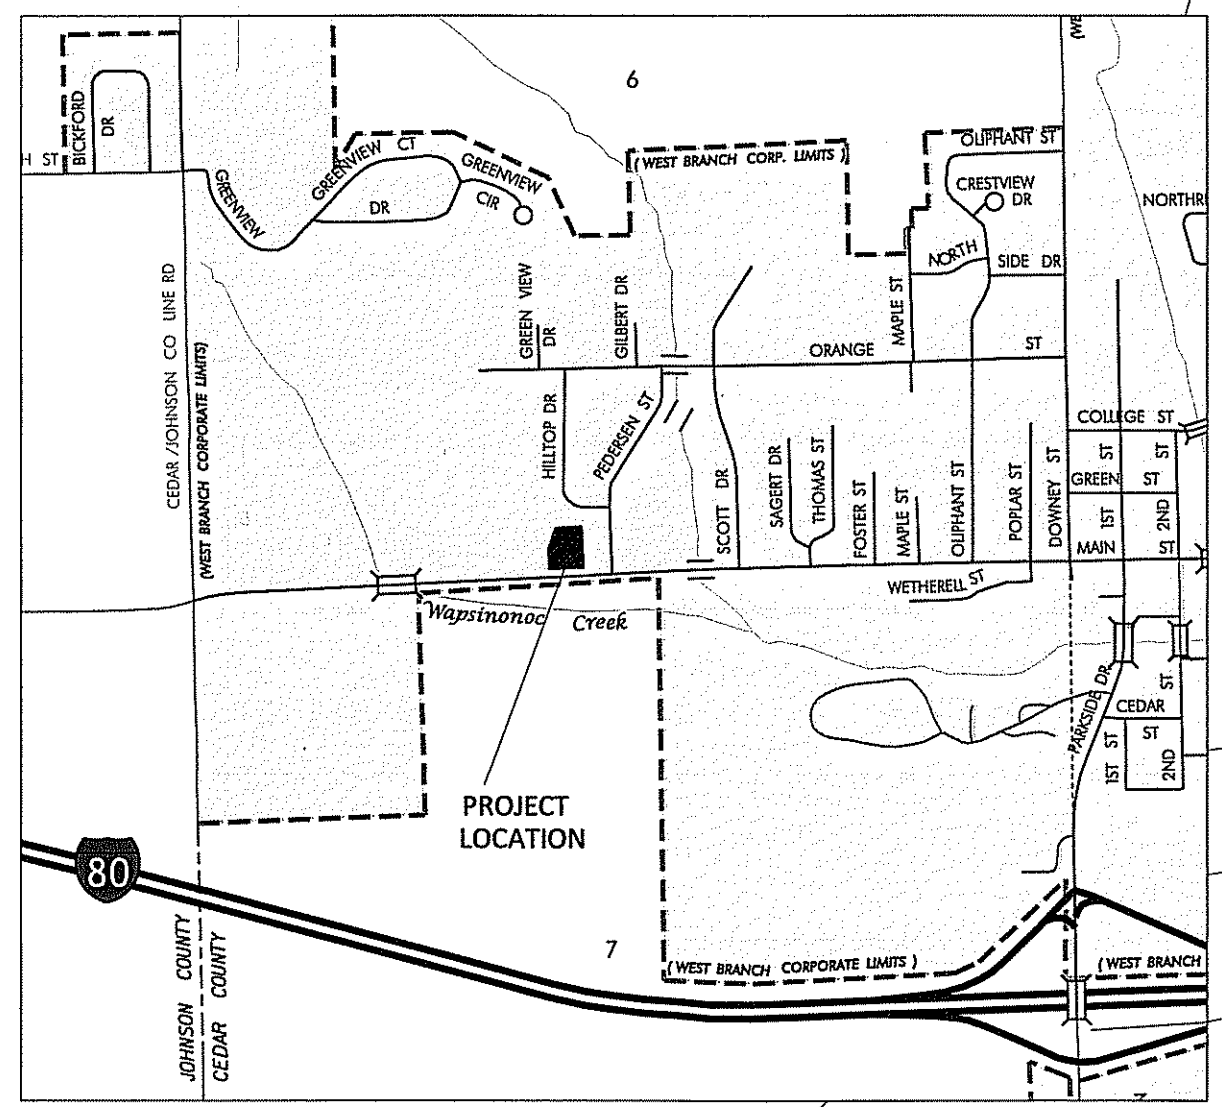 6
(WE
H ST
BICKFORD
DR
GREENVIEW CT
GREENVIEW
CIR
DR
GREENVIEW
(WEST BRANCH CORP. LIMITS)
OLIPHANT ST
CRESTVIEW
DR
NORTHRI
NORTH
SIDE DR
CEDAR/JOHNSON CO LINE RD
(WEST BRANCH CORPORATE LIMITS)
GREEN VIEW
DR
GILBERT DR
MAPLE ST
ORANGE
ST
HILLTOP DR
PEDERSEN ST
SCOTT DR
SAGERT DR
THOMAS ST
FOSTER ST
MAPLE ST
OLIPHANT ST
POPLAR ST
DOWNEY ST
COLLEGE ST
ST
ST
GREEN ST
1ST
2ND
MAIN ST
WETHERELL ST
Wapsinonoc Creek
PARKSIDE DR
ST
CEDAR
ST
1ST ST
2ND
PROJECT
LOCATION
80
JOHNSON COUNTY
CEDAR COUNTY
7
(WEST BRANCH CORPORATE LIMITS)
(WEST BRANCH